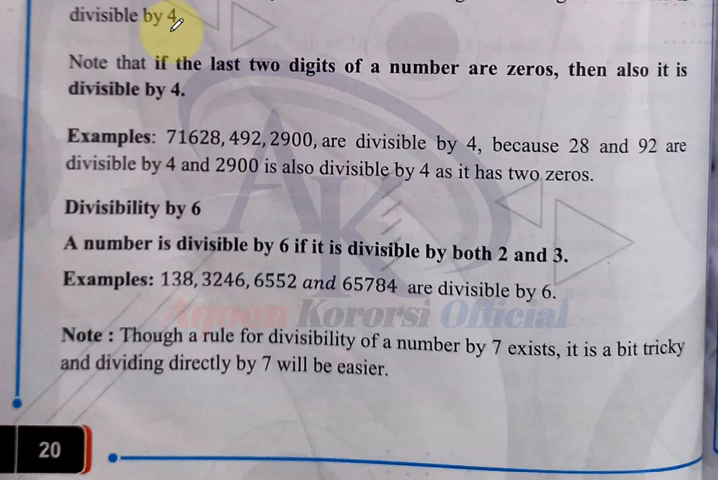 divisible by 4.
Note that if the last two digits of a number are zeros, then also it is
divisible by 4.
Examples: 71628, 492, 2900, are divisible by 4, because 28 and 92 are
divisible by 4 and 2900 is also divisible by 4 as it has two zeros.
Divisibility by 6
A number is divisible by 6 if it is divisible by both 2 and 3.
Examples: 138, 3246, 6552 and 65784 are divisible by 6.
Aqoon Kororsi Official
Note : Though a rule for divisibility of a number by 7 exists, it is a bit tricky
and dividing directly by 7 will be easier.
20